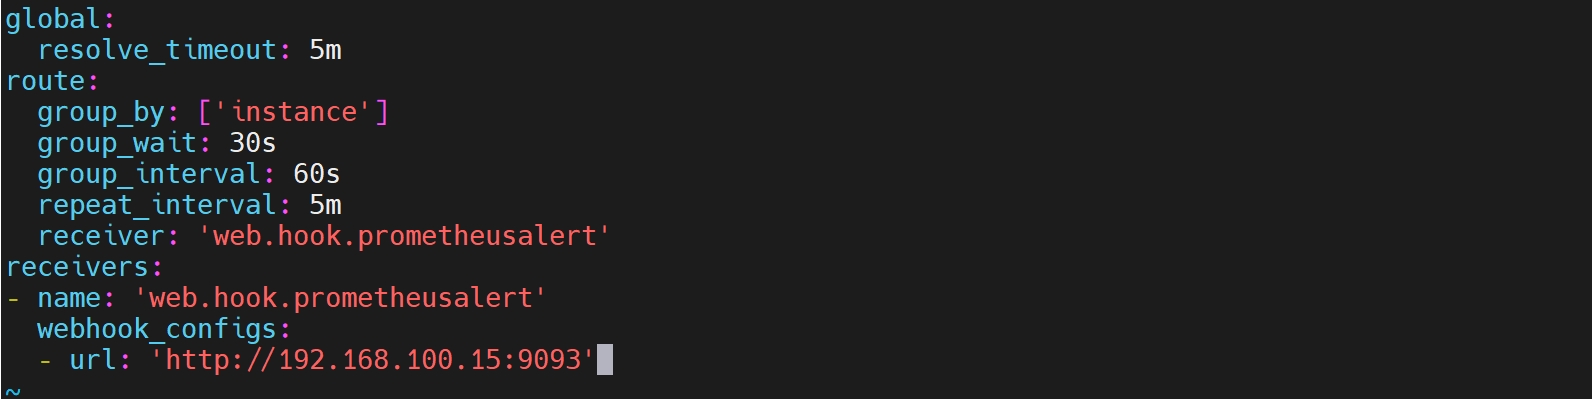 global:
  resolve_timeout: 5m
route:
  group_by: ['instance']
  group_wait: 30s
  group_interval: 60s
  repeat_interval: 5m
  receiver: 'web.hook.prometheusalert'
receivers:
- name: 'web.hook.prometheusalert'
  webhook_configs:
  - url: 'http://192.168.100.15:9093'
~